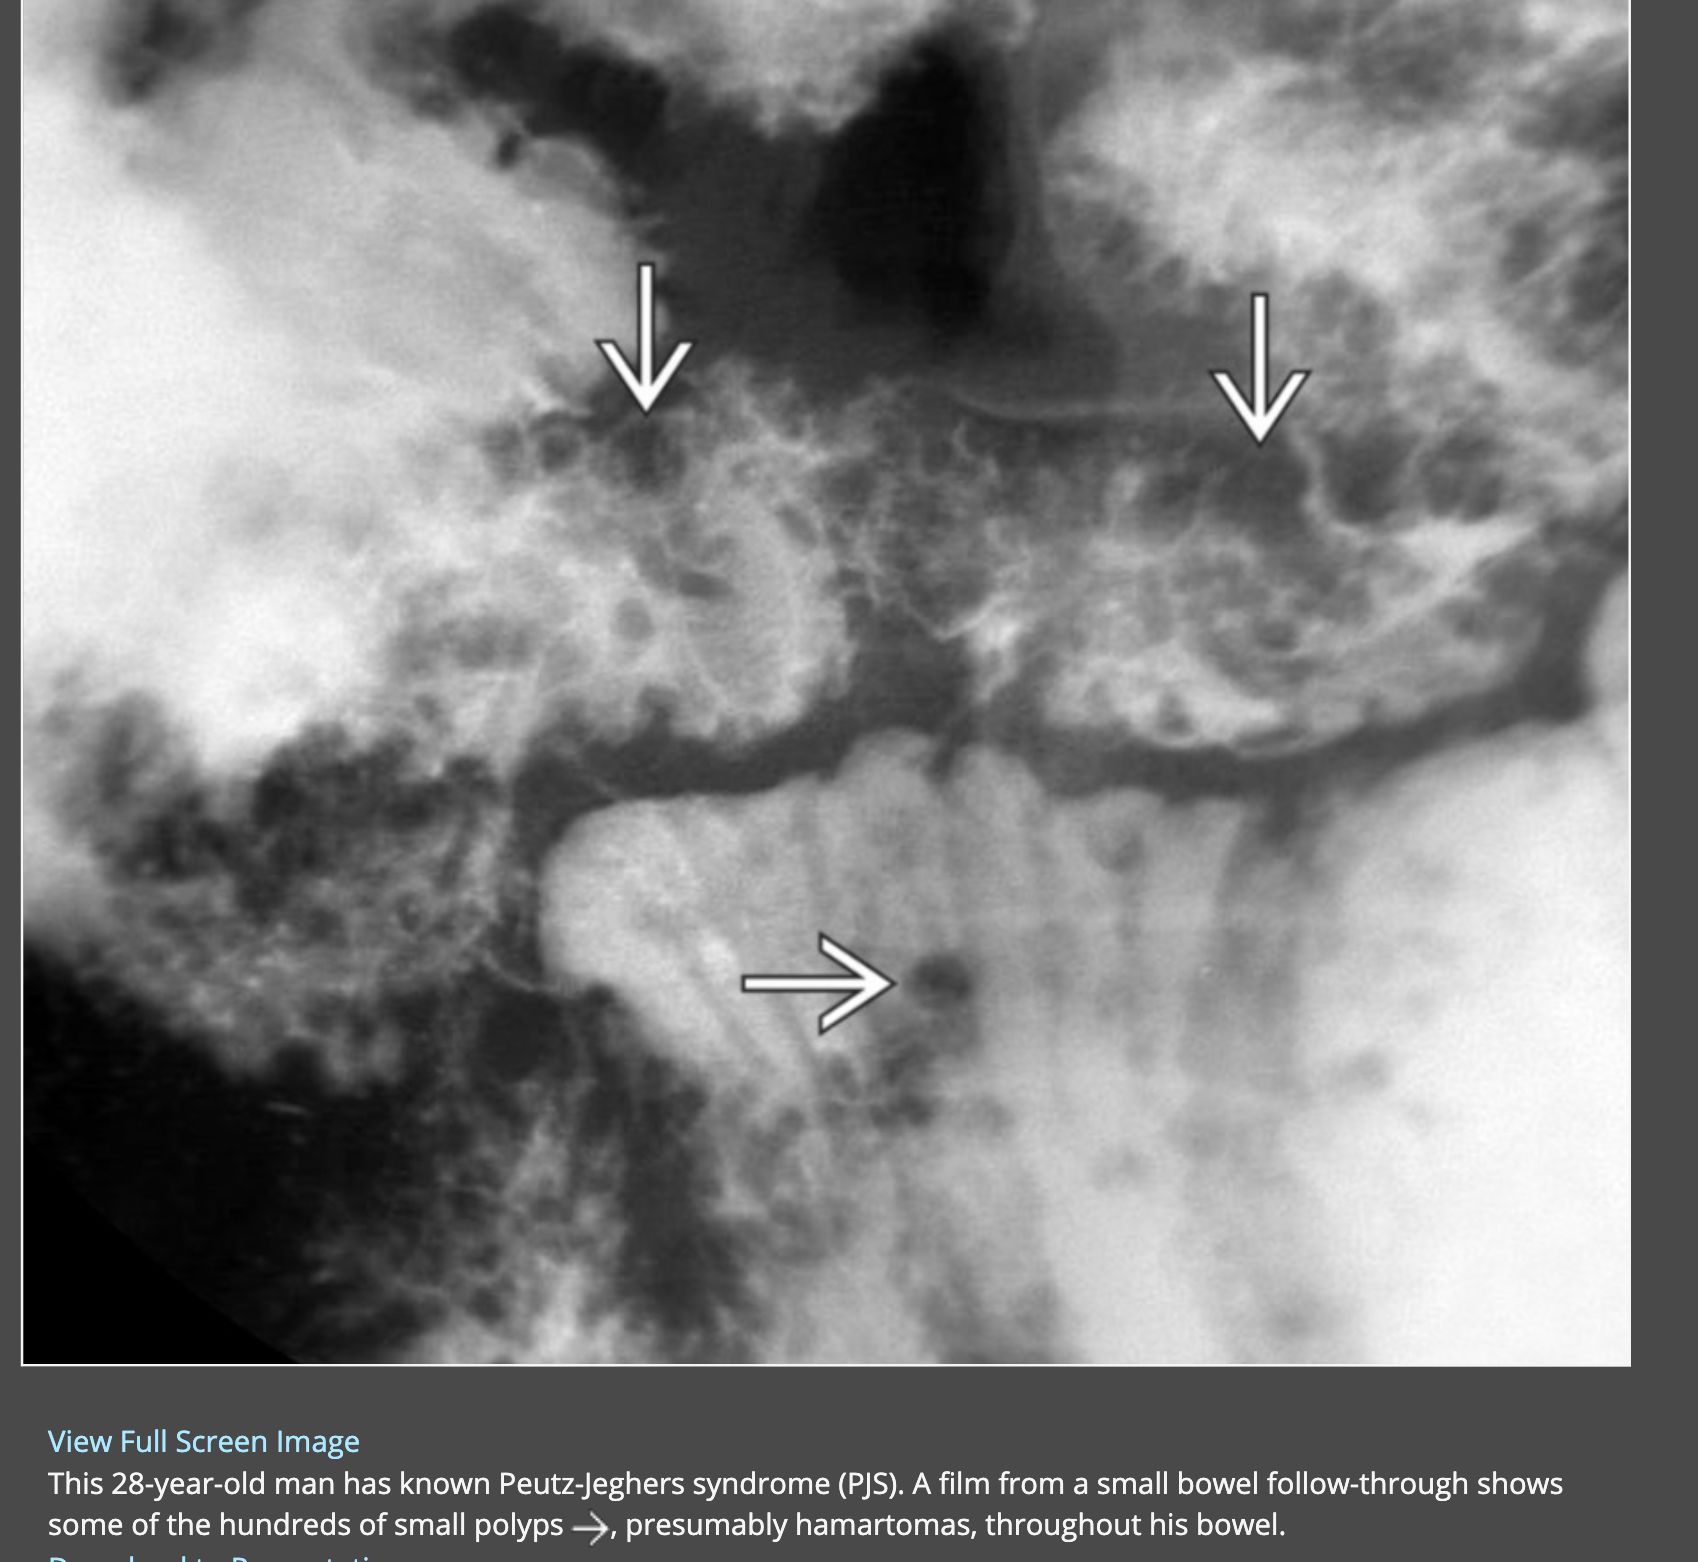 View Full Screen Image
This 28-year-old man has known Peutz-Jeghers syndrome (PJS). A film from a small bowel follow-through shows
some of the hundreds of small polyps →, presumably hamartomas, throughout his bowel.